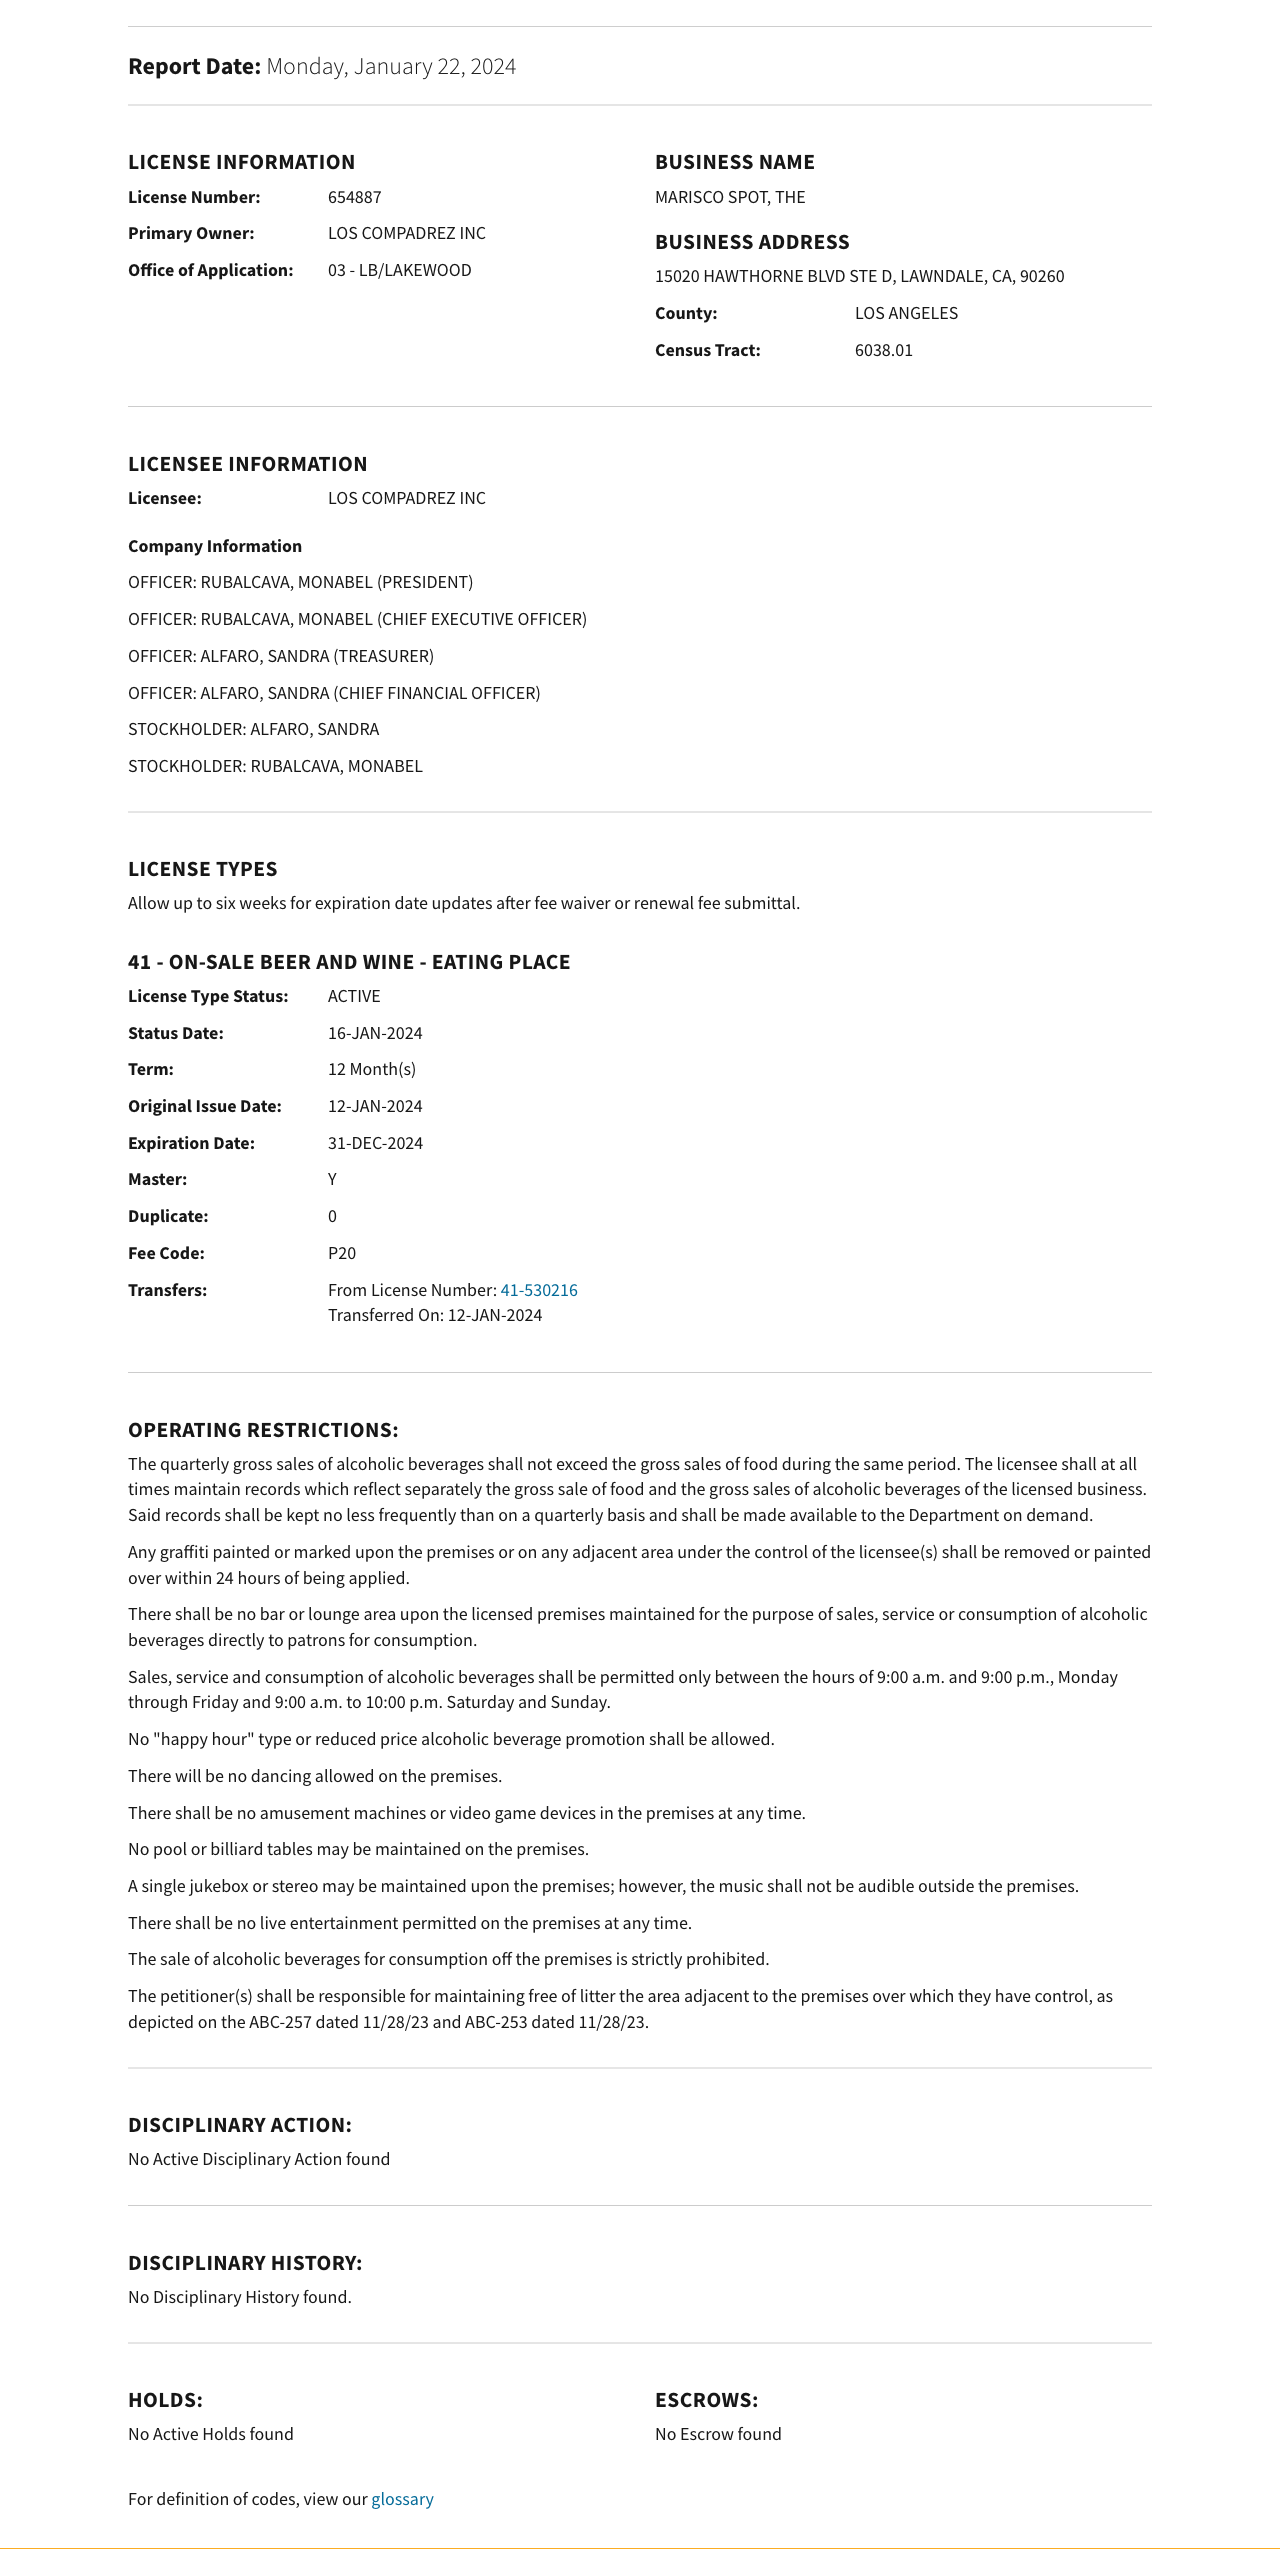 Report Date: Monday, January 22, 2024
LICENSE INFORMATION
License Number: 654887
Primary Owner: LOS COMPADREZ INC
Office of Application: 03 - LB/LAKEWOOD
BUSINESS NAME
MARISCO SPOT, THE
BUSINESS ADDRESS
15020 HAWTHORNE BLVD STE D, LAWNDALE, CA, 90260
County: LOS ANGELES
Census Tract: 6038.01
LICENSEE INFORMATION
Licensee: LOS COMPADREZ INC
Company Information
OFFICER: RUBALCAVA, MONABEL (PRESIDENT)
OFFICER: RUBALCAVA, MONABEL (CHIEF EXECUTIVE OFFICER)
OFFICER: ALFARO, SANDRA (TREASURER)
OFFICER: ALFARO, SANDRA (CHIEF FINANCIAL OFFICER)
STOCKHOLDER: ALFARO, SANDRA
STOCKHOLDER: RUBALCAVA, MONABEL
LICENSE TYPES
Allow up to six weeks for expiration date updates after fee waiver or renewal fee submittal.
41 - ON-SALE BEER AND WINE - EATING PLACE
License Type Status: ACTIVE
Status Date: 16-JAN-2024
Term: 12 Month(s)
Original Issue Date: 12-JAN-2024
Expiration Date: 31-DEC-2024
Master: Y
Duplicate: 0
Fee Code: P20
Transfers: From License Number: 41-530216
Transferred On: 12-JAN-2024
OPERATING RESTRICTIONS:
The quarterly gross sales of alcoholic beverages shall not exceed the gross sales of food during the same period. The licensee shall at all
times maintain records which reflect separately the gross sale of food and the gross sales of alcoholic beverages of the licensed business.
Said records shall be kept no less frequently than on a quarterly basis and shall be made available to the Department on demand.
Any graffiti painted or marked upon the premises or on any adjacent area under the control of the licensee(s) shall be removed or painted
over within 24 hours of being applied.
There shall be no bar or lounge area upon the licensed premises maintained for the purpose of sales, service or consumption of alcoholic
beverages directly to patrons for consumption.
Sales, service and consumption of alcoholic beverages shall be permitted only between the hours of 9:00 a.m. and 9:00 p.m., Monday
through Friday and 9:00 a.m. to 10:00 p.m. Saturday and Sunday.
No "happy hour" type or reduced price alcoholic beverage promotion shall be allowed.
There will be no dancing allowed on the premises.
There shall be no amusement machines or video game devices in the premises at any time.
No pool or billiard tables may be maintained on the premises.
A single jukebox or stereo may be maintained upon the premises; however, the music shall not be audible outside the premises.
There shall be no live entertainment permitted on the premises at any time.
The sale of alcoholic beverages for consumption off the premises is strictly prohibited.
The petitioner(s) shall be responsible for maintaining free of litter the area adjacent to the premises over which they have control, as
depicted on the ABC-257 dated 11/28/23 and ABC-253 dated 11/28/23.
DISCIPLINARY ACTION:
No Active Disciplinary Action found
DISCIPLINARY HISTORY:
No Disciplinary History found.
HOLDS:
No Active Holds found
ESCROWS:
No Escrow found
For definition of codes, view our glossary